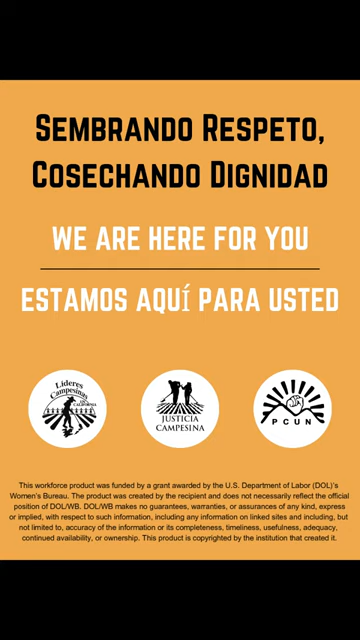 SEMBRANDO RESPETO,
COSECHANDO DIGNIDAD
WE ARE HERE FOR YOU
ESTAMOS AQUÍ PARA USTED
Líderes
Campesinas
EN CALIFORNIA
JUSTICIA
CAMPESINA
PCUN
This workforce product was funded by a grant awarded by the U.S. Department of Labor (DOL)'s
Women's Bureau. The product was created by the recipient and does not necessarily reflect the official
position of DOL/WB. DOL/WB makes no guarantees, warranties, or assurances of any kind, express
or implied, with respect to such information, including any information on linked sites and including, but
not limited to, accuracy of the information or its completeness, timeliness, usefulness, adequacy,
continued availability, or ownership. This product is copyrighted by the institution that created it.